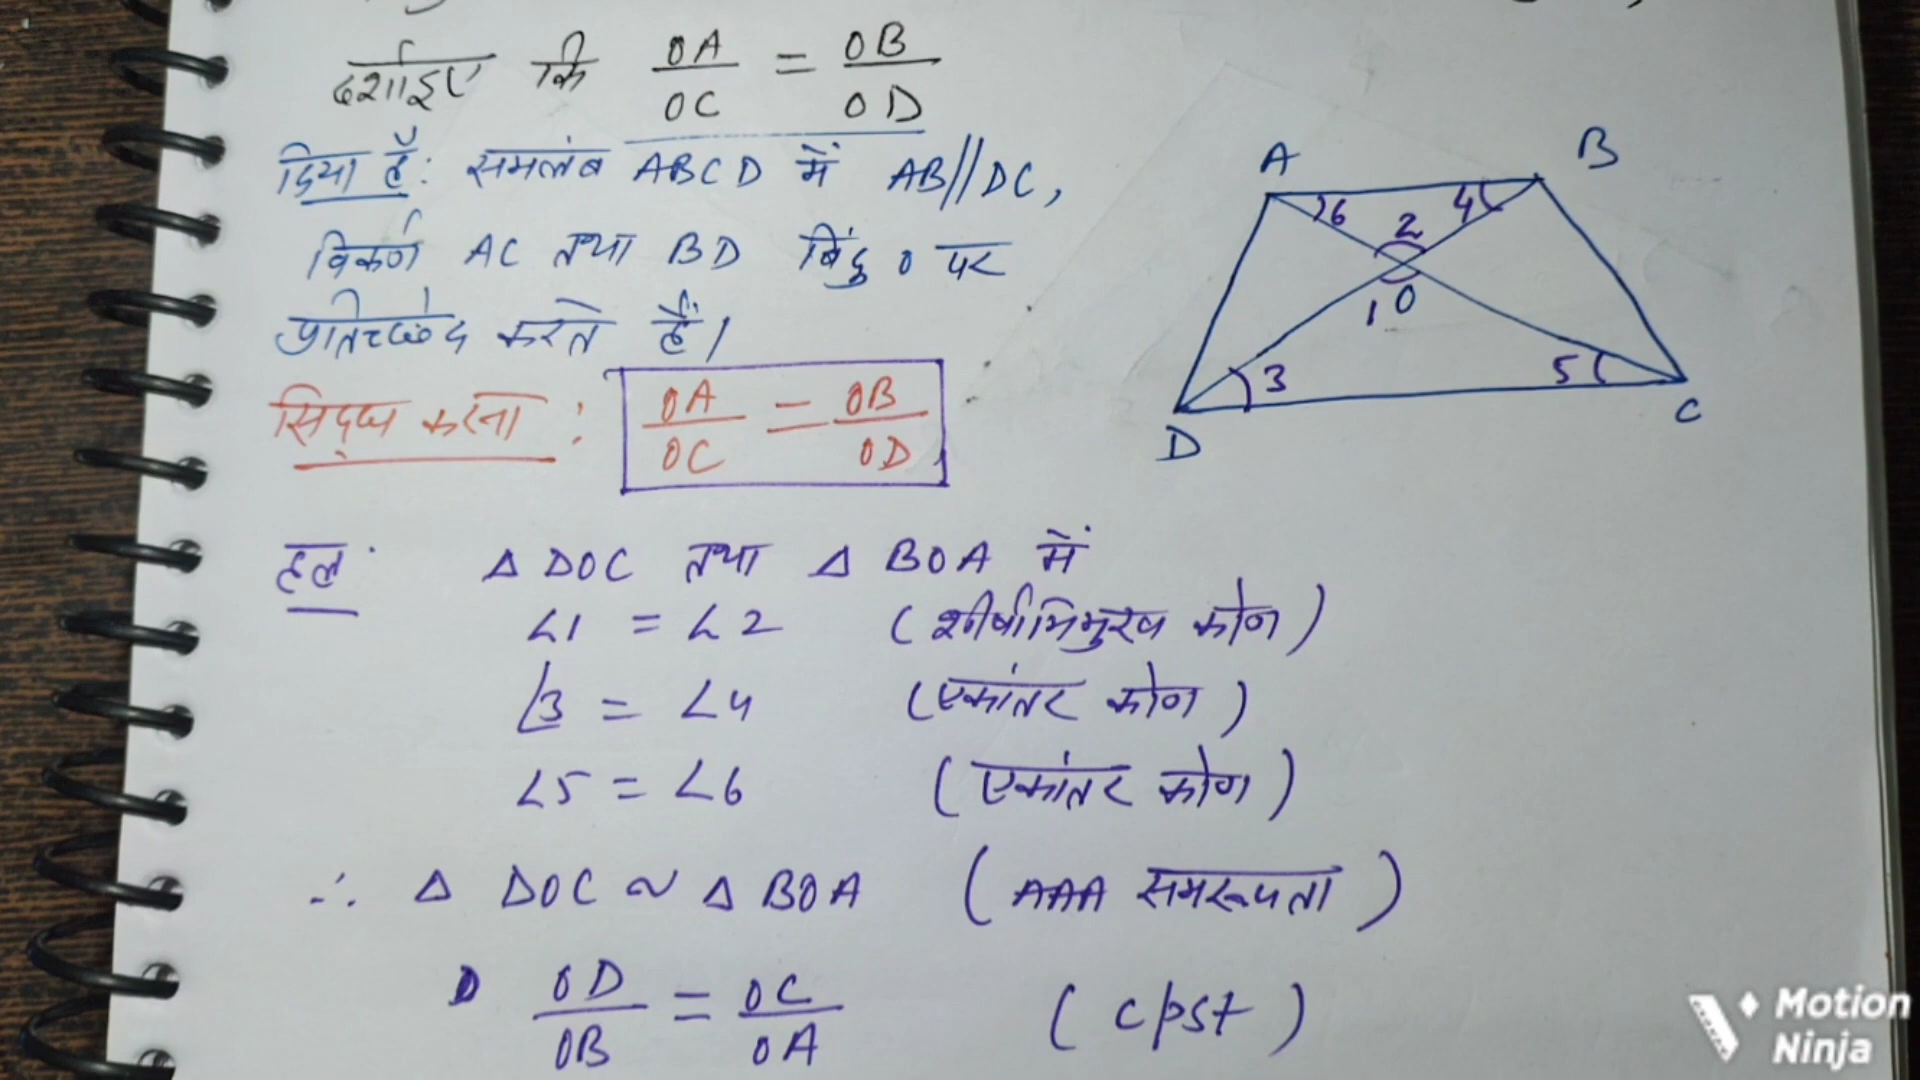 दर्शाइए कि OA/OC = OB/OD
दिया है: समलंब ABCD में AB//DC,
विकर्ण AC तथा BD बिंदु O पर
प्रतिच्छेद करते हैं।
सिद्ध करना : OA/OC = OB/OD
A B
6 4 2
1 O
3 5
D C
हल: Δ DOC तथा Δ BOA में
∠1 = ∠2 (शीर्षाभिमुख कोण)
∠3 = ∠4 (एकांतर कोण)
∠5 = ∠6 (एकांतर कोण)
∴ Δ DOC ~ Δ BOA (AAA समरूपता)
OD/OB = OC/OA (cpst)
Motion
Ninja